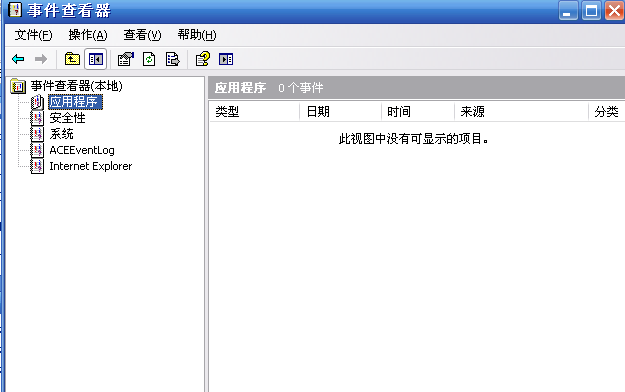 事件查看器
文件(F) 操作(A) 查看(V) 帮助(H)
事件查看器(本地)
应用程序
安全性
系统
ACEEventLog
Internet Explorer
应用程序 0 个事件
类型 日期 时间 来源 分类
此视图中没有可显示的项目。